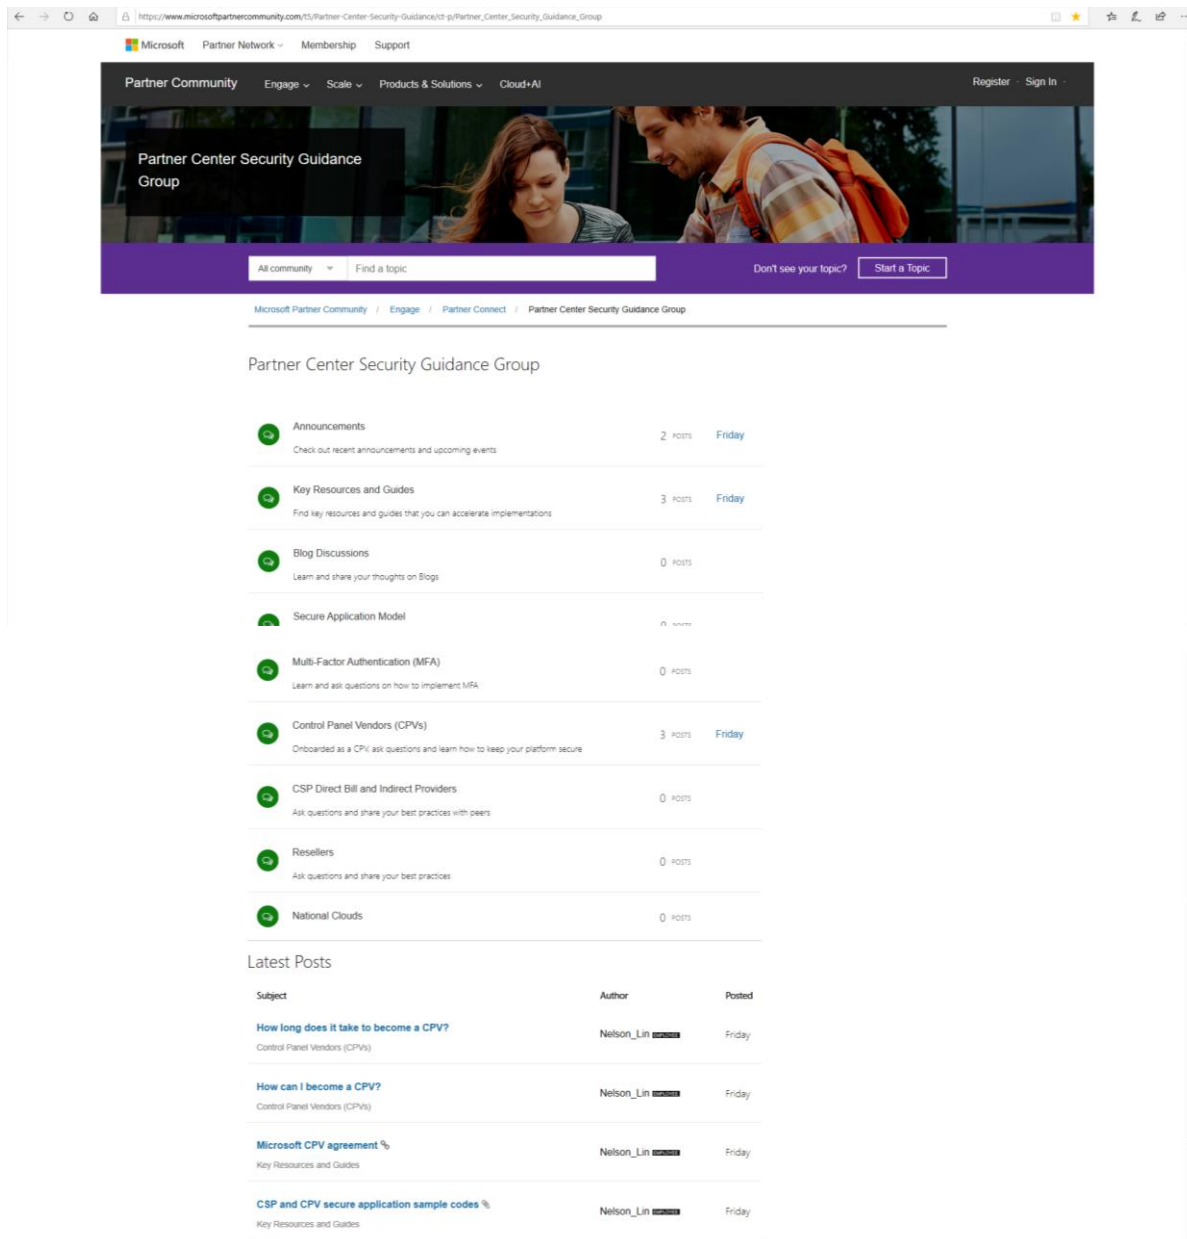 https://www.microsoftpartnercommunity.com/t5/Partner-Center-Security-Guidance/ct-p/Partner_Center_Security_Guidance_Group
Microsoft Partner Network Membership Support
Partner Community Engage Scale Products & Solutions Cloud+AI Register · Sign In ·
Partner Center Security Guidance
Group
All community Find a topic Don't see your topic? Start a Topic
Microsoft Partner Community / Engage / Partner Connect / Partner Center Security Guidance Group
Partner Center Security Guidance Group
Announcements
2 POSTS Friday
Check out recent announcements and upcoming events
Key Resources and Guides
3 POSTS Friday
Find key resources and guides that you can accelerate implementations
Blog Discussions
0 POSTS
Learn and share your thoughts on Blogs
Secure Application Model
0 POSTS
Multi-Factor Authentication (MFA)
0 POSTS
Learn and ask questions on how to implement MFA
Control Panel Vendors (CPVs)
3 POSTS Friday
Onboarded as a CPV, ask questions and learn how to keep your platform secure
CSP Direct Bill and Indirect Providers
0 POSTS
Ask questions and share your best practices with peers
Resellers
0 POSTS
Ask questions and share your best practices
National Clouds 0 POSTS
Latest Posts
Subject Author Posted
How long does it take to become a CPV?
Nelson_Lin EMPLOYEE Friday
Control Panel Vendors (CPVs)
How can I become a CPV?
Nelson_Lin EMPLOYEE Friday
Control Panel Vendors (CPVs)
Microsoft CPV agreement
Nelson_Lin EMPLOYEE Friday
Key Resources and Guides
CSP and CPV secure application sample codes
Nelson_Lin EMPLOYEE Friday
Key Resources and Guides